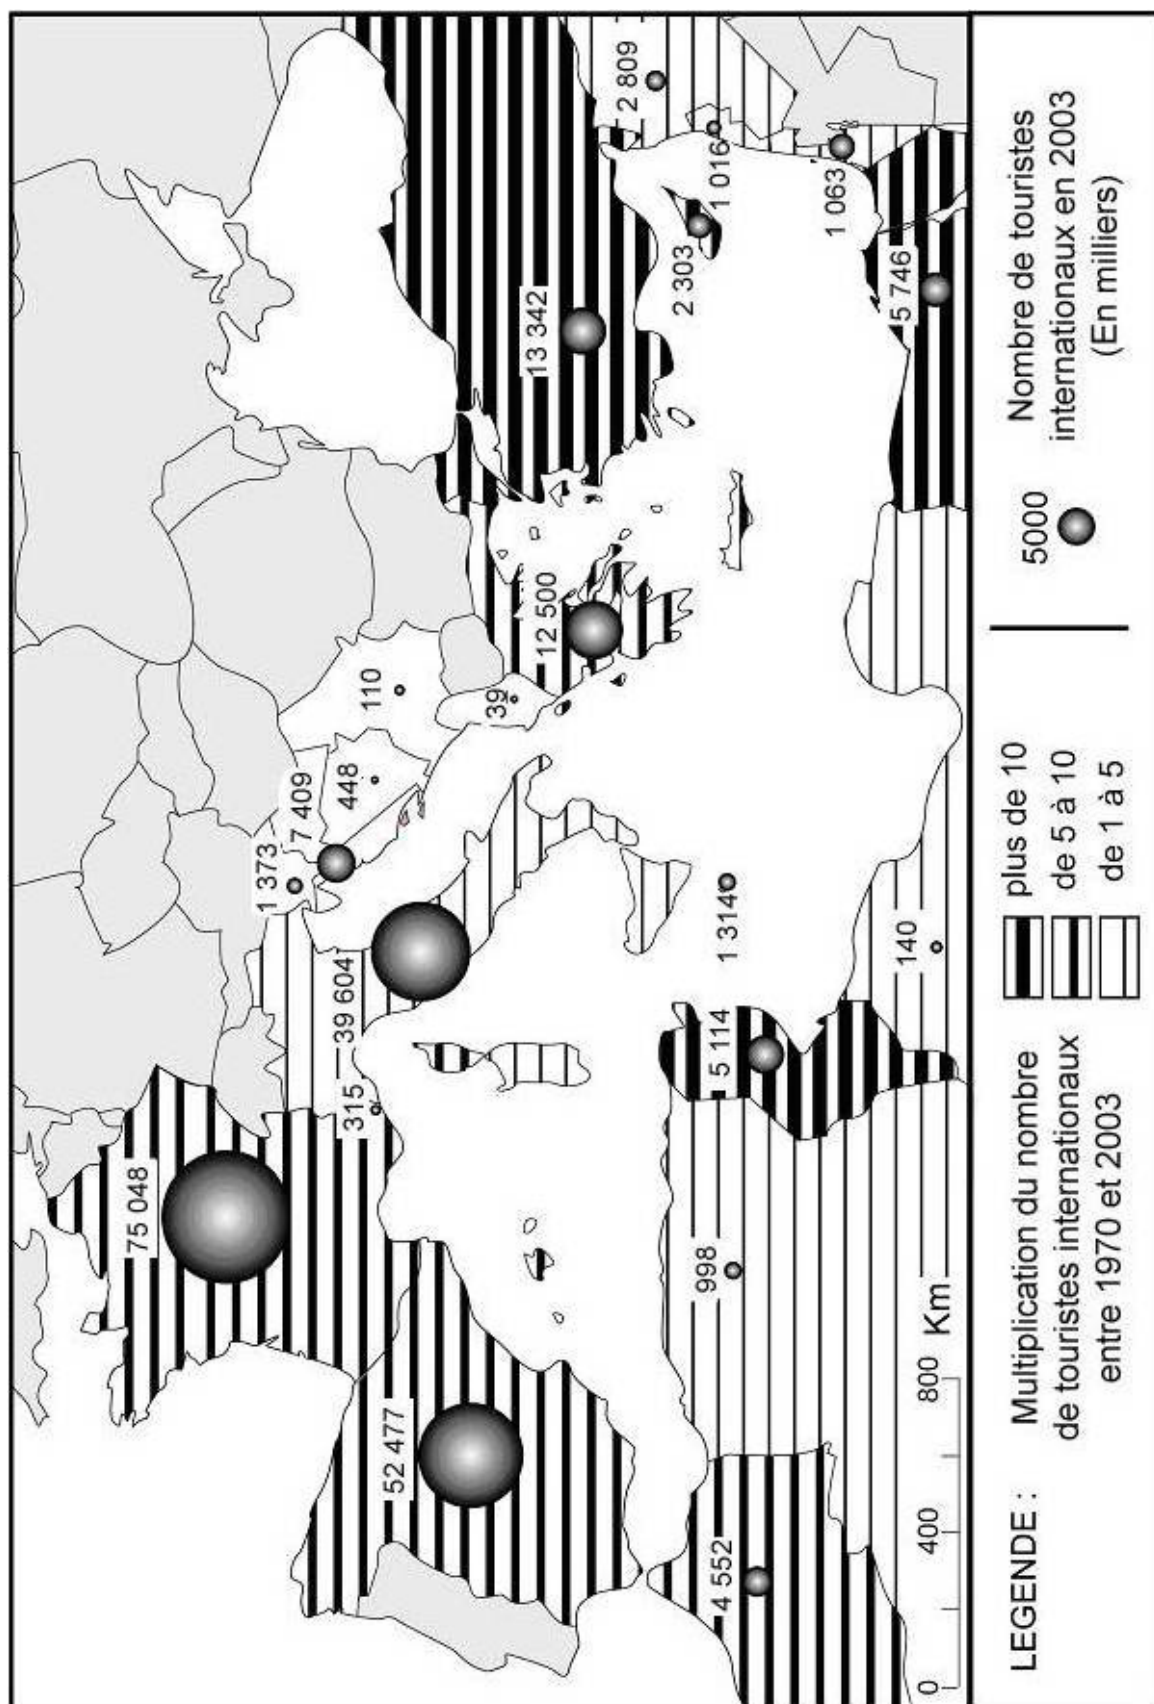 75 048
52 477
315
39 604
1 373
7 409
448
110
39
12 500
13 342
2 809
1 016
2 303
1 063
5 746
1 314
5 114
140
998
4 552
0 400 800 Km
LEGENDE :
Multiplication du nombre
de touristes internationaux
entre 1970 et 2003
plus de 10
de 5 à 10
de 1 à 5
5000
Nombre de touristes
internationaux en 2003
(En milliers)